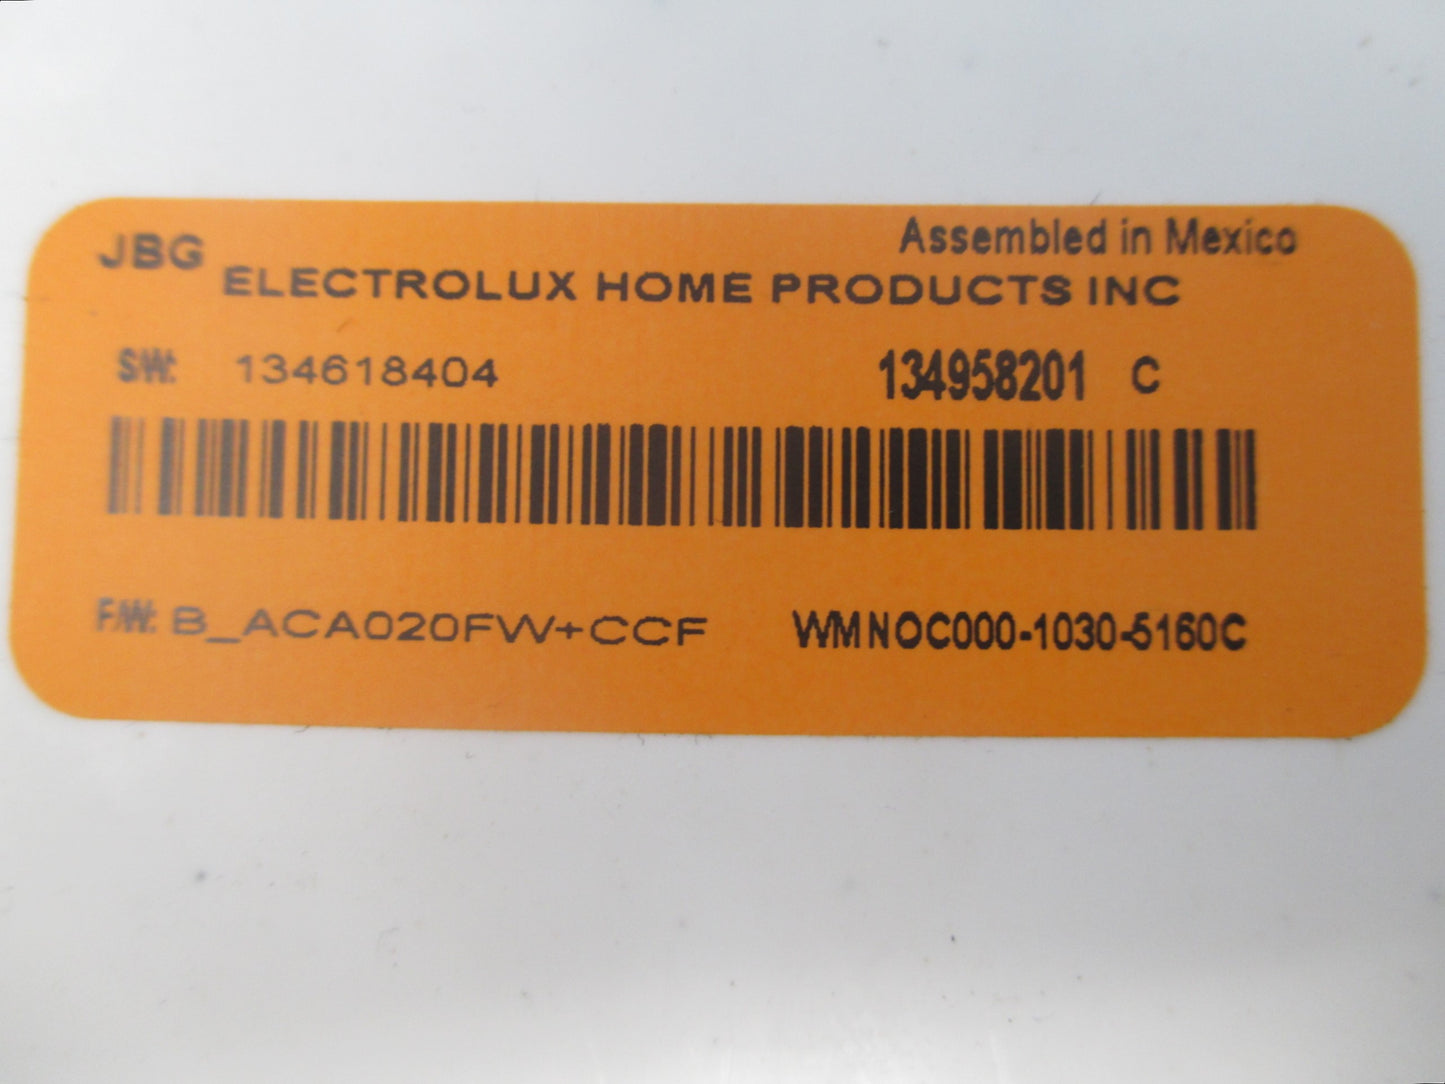 Assembled in Mexico
JBG
ELECTROLUX HOME PRODUCTS INC
S/W: 134618404 134958201 C
F/W: B_ACA020FW+CCF WMNOC000-1030-5160C